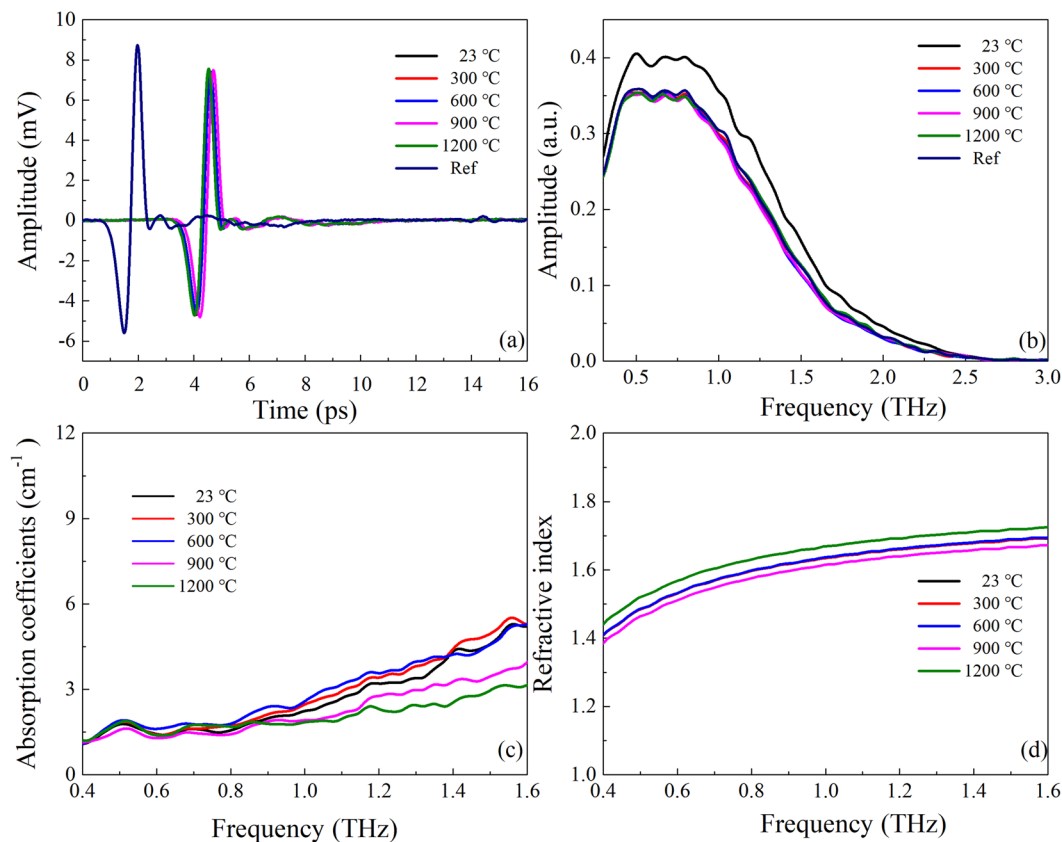 10
8
6
4
2
0
-2
-4
-6
Amplitude (mV)
23 ℃
300 ℃
600 ℃
900 ℃
1200 ℃
Ref
(a)
0 2 4 6 8 10 12 14 16
Time (ps)
0.4
0.3
0.2
0.1
0.0
Amplitude (a.u.)
23 ℃
300 ℃
600 ℃
900 ℃
1200 ℃
Ref
(b)
0.5 1.0 1.5 2.0 2.5 3.0
Frequency (THz)
12
9
6
3
0
Absorption coefficients (cm⁻¹)
23 ℃
300 ℃
600 ℃
900 ℃
1200 ℃
(c)
0.4 0.6 0.8 1.0 1.2 1.4 1.6
Frequency (THz)
2.0
1.8
1.6
1.4
1.2
1.0
Refractive index
23 ℃
300 ℃
600 ℃
900 ℃
1200 ℃
(d)
0.4 0.6 0.8 1.0 1.2 1.4 1.6
Frequency (THz)